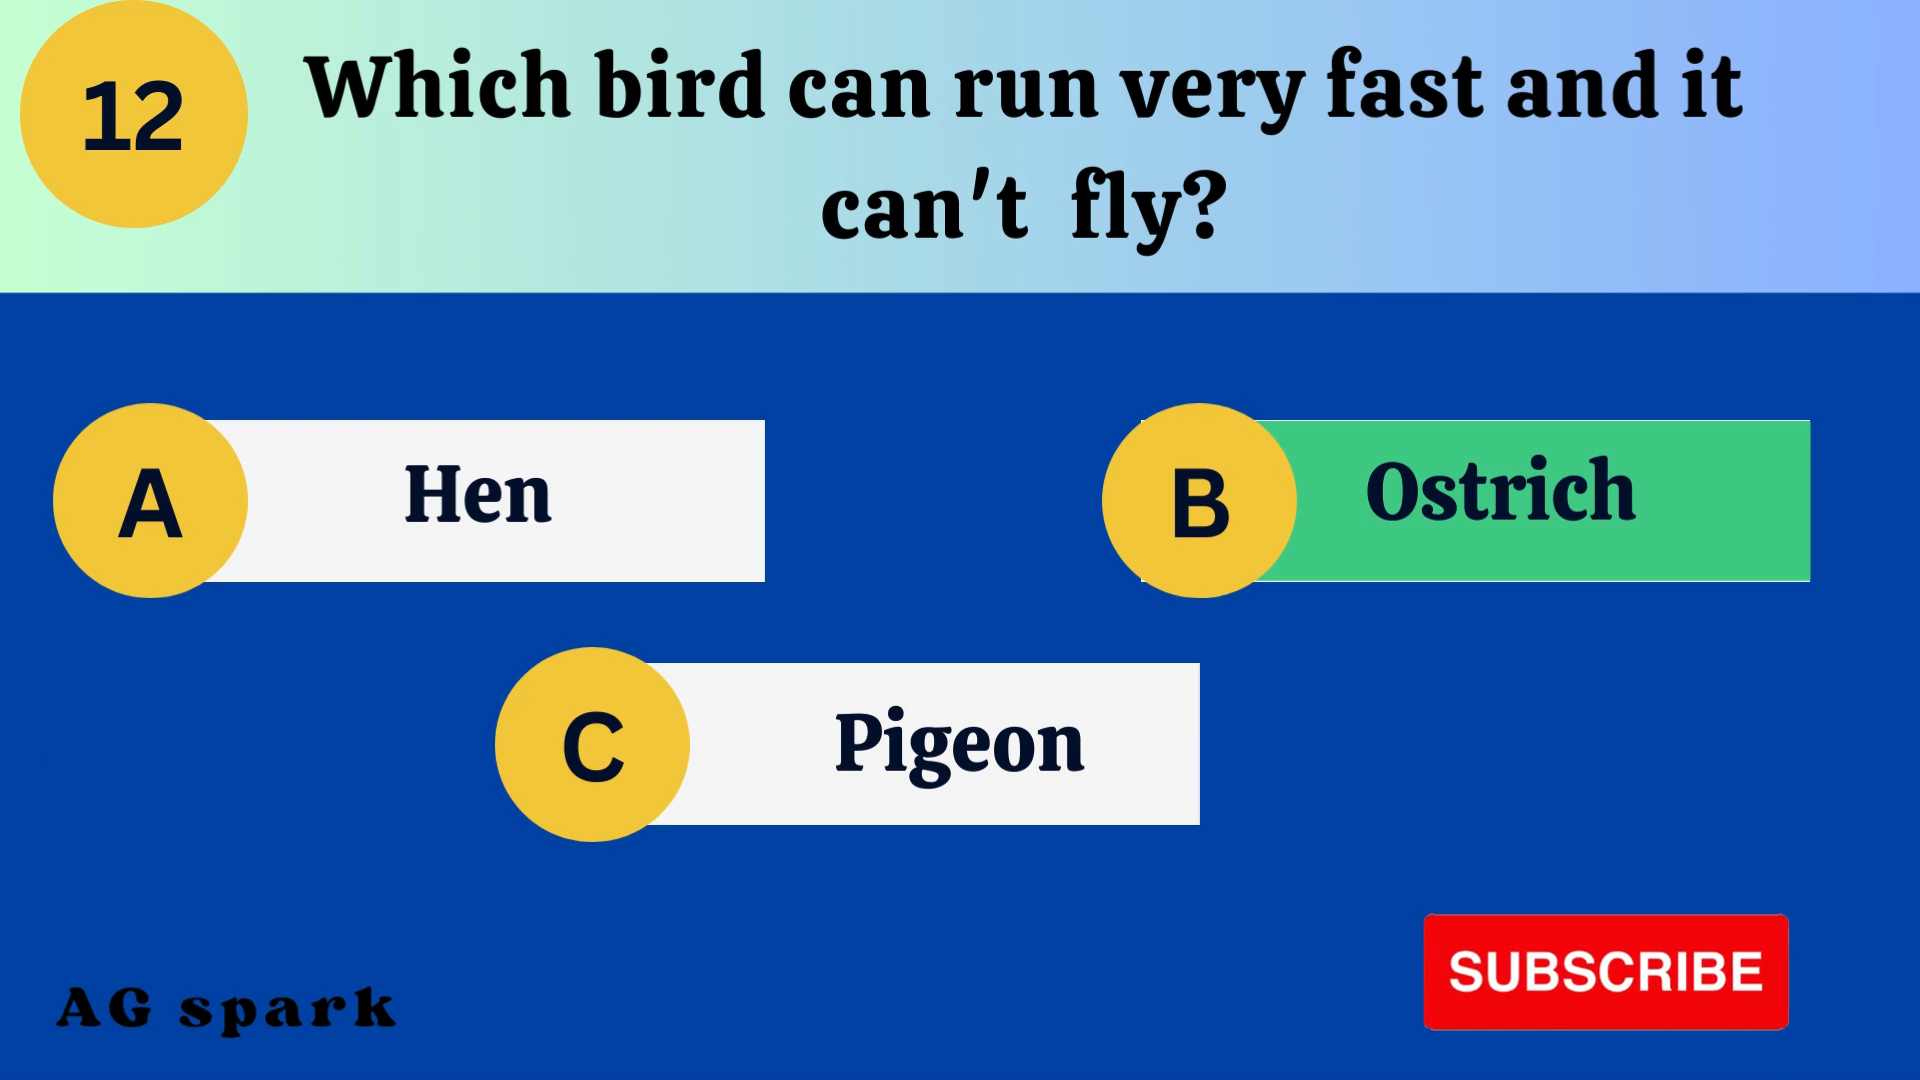 12
Which bird can run very fast and it
can't fly?
A
Hen
B
Ostrich
C
Pigeon
AG spark
SUBSCRIBE